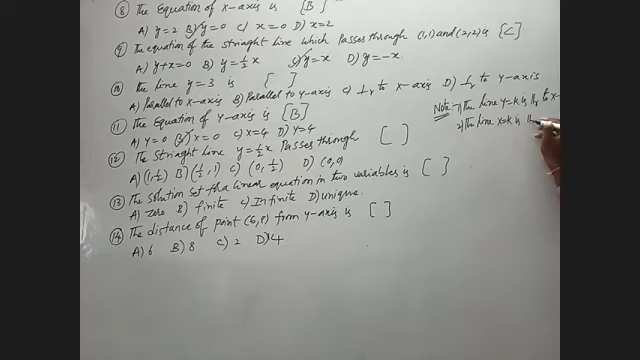 ⑧ The Equation of x-axis is [B]
A) y=2 B) y=0 C) x=0 D) x=2
⑨ The equation of the striaght line which passes through (1,1) and (2,2) is [C]
A) y+x=0 B) y=½x C) y=x D) y=-x
⑩ The line y=3 is [ ]
A) Parallel to x-axis B) Parallel to y-axis C) ⊥r to x-axis D) ⊥r to y-axis
Note:- 1) The line y=k is ||r to x-
2) The line x=k is ||
⑪ The Equation of y-axis is [B]
A) y=0 B) x=0 C) x=4 D) y=4
⑫ The Striaght Line y=½x Passes through [ ]
A) (1,½) B) (½,1) C) (0,½) D) (0,0)
⑬ The Solution Set of a linear equation in two variables is [ ]
A) zero B) finite C) Infinite D) unique.
⑭ The distance of point (6,8) from y-axis is [ ]
A) 6 B) 8 C) 2 D) 14